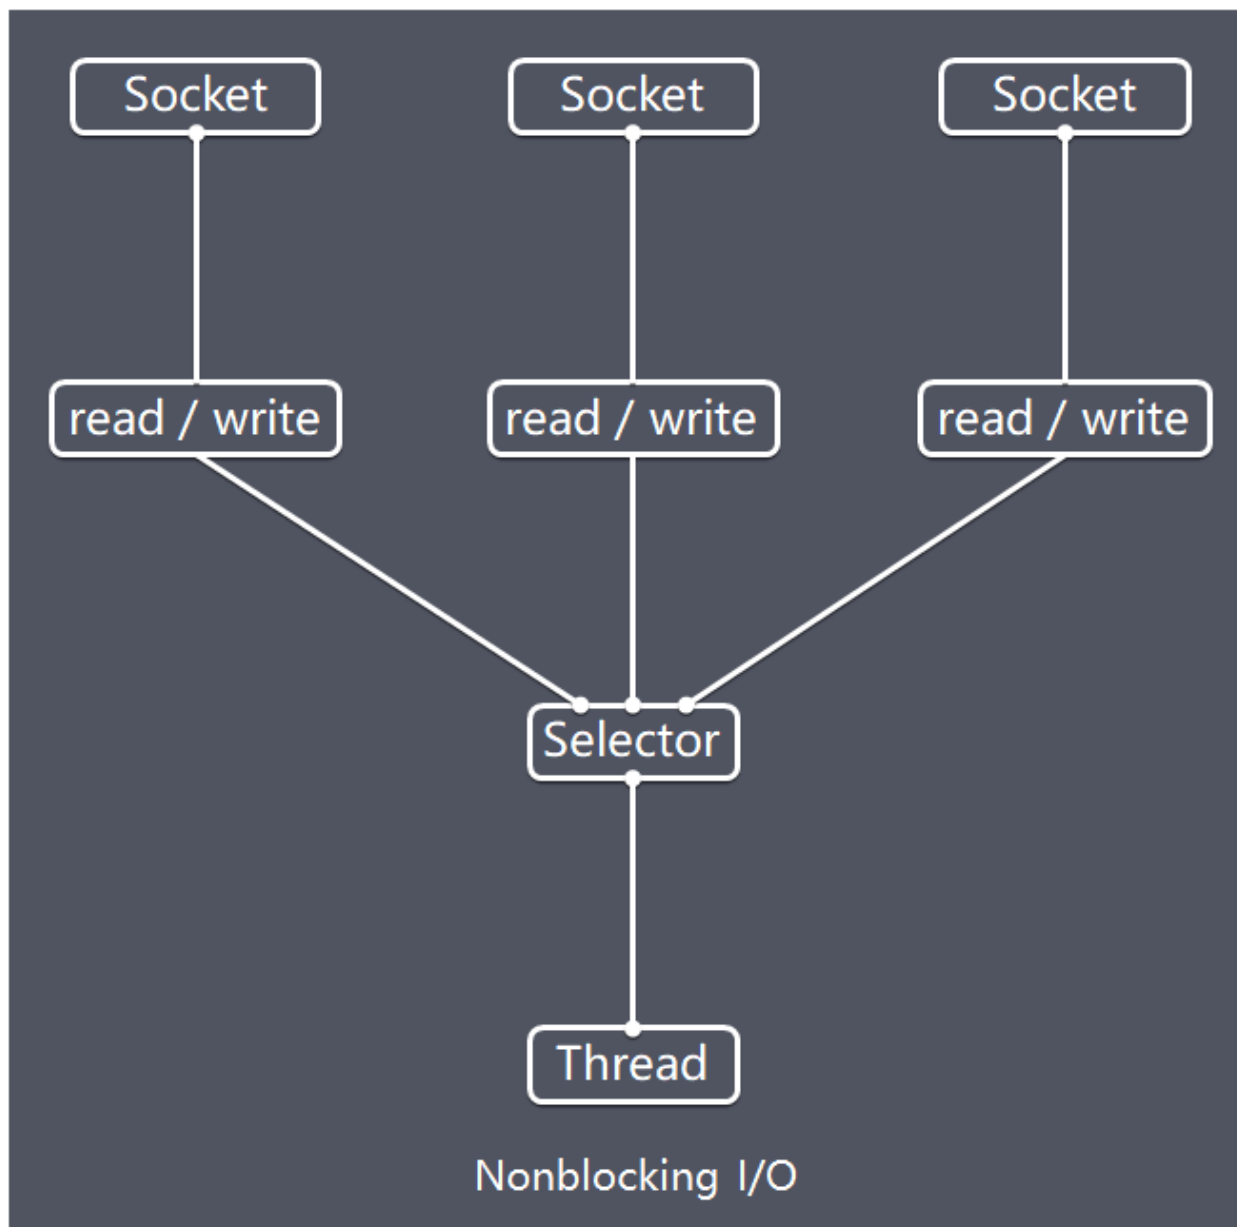 Socket
Socket
Socket
read / write
read / write
read / write
Selector
Thread
Nonblocking I/O